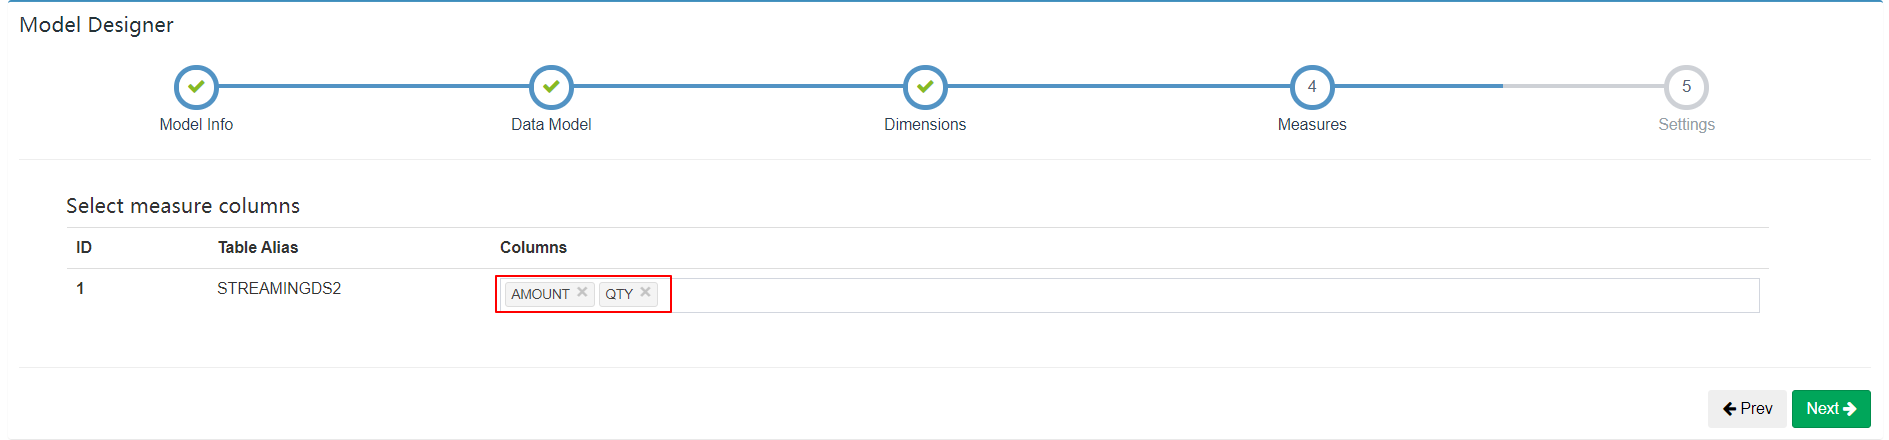 Model Designer
4 5
Model Info Data Model Dimensions Measures Settings
Select measure columns
ID Table Alias Columns
1 STREAMINGDS2 AMOUNT × QTY ×
Prev Next